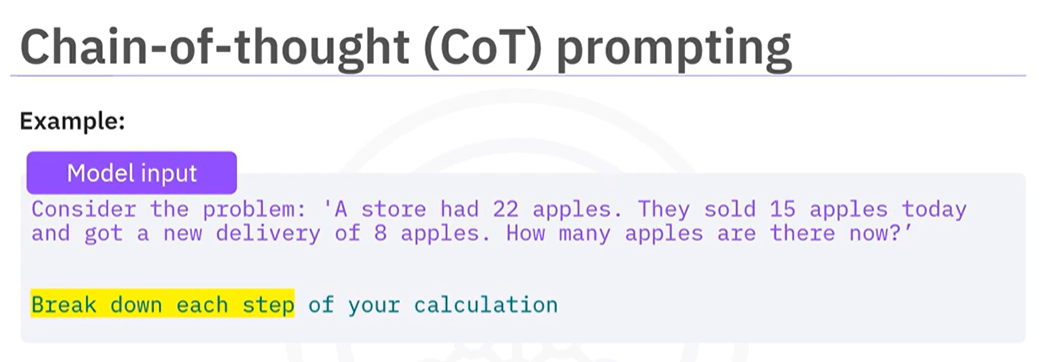 Chain-of-thought (CoT) prompting
Example:
Model input
Consider the problem: 'A store had 22 apples. They sold 15 apples today
and got a new delivery of 8 apples. How many apples are there now?’
Break down each step of your calculation